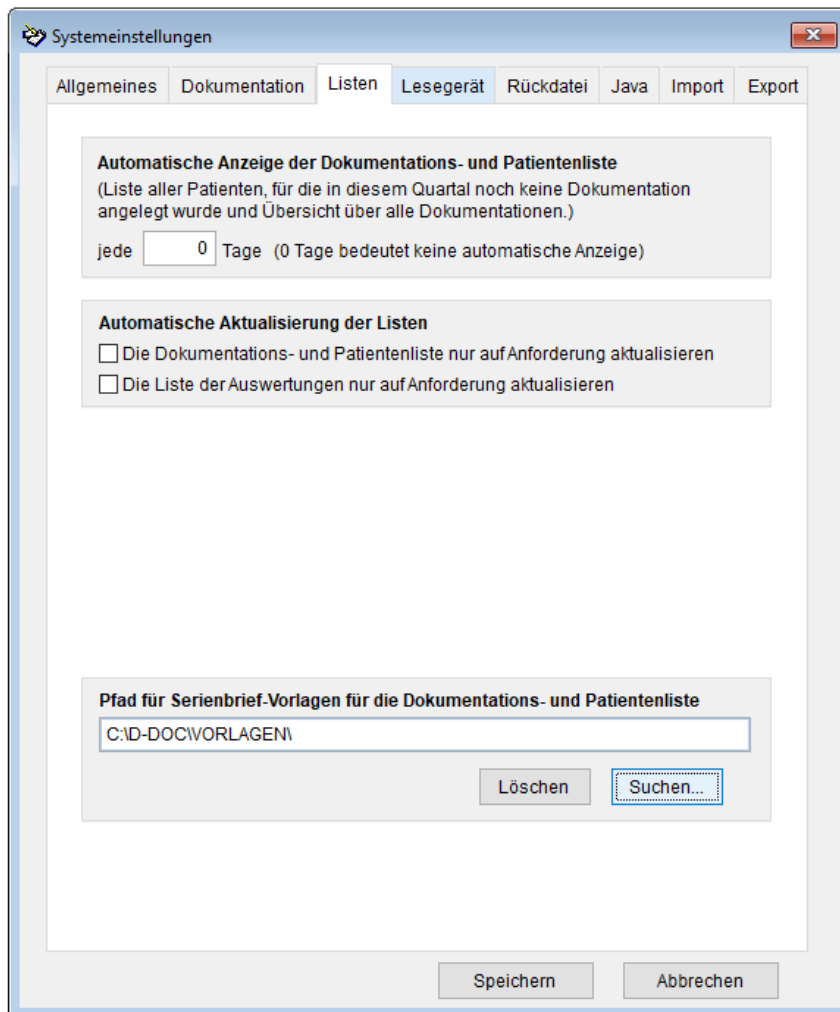 Systemeinstellungen
Allgemeines Dokumentation Listen Lesegerät Rückdatei Java Import Export
Automatische Anzeige der Dokumentations- und Patientenliste
(Liste aller Patienten, für die in diesem Quartal noch keine Dokumentation
angelegt wurde und Übersicht über alle Dokumentationen.)
jede 0 Tage (0 Tage bedeutet keine automatische Anzeige)
Automatische Aktualisierung der Listen
Die Dokumentations- und Patientenliste nur auf Anforderung aktualisieren
Die Liste der Auswertungen nur auf Anforderung aktualisieren
Pfad für Serienbrief-Vorlagen für die Dokumentations- und Patientenliste
C:\D-DOC\VORLAGEN\
Löschen Suchen...
Speichern Abbrechen